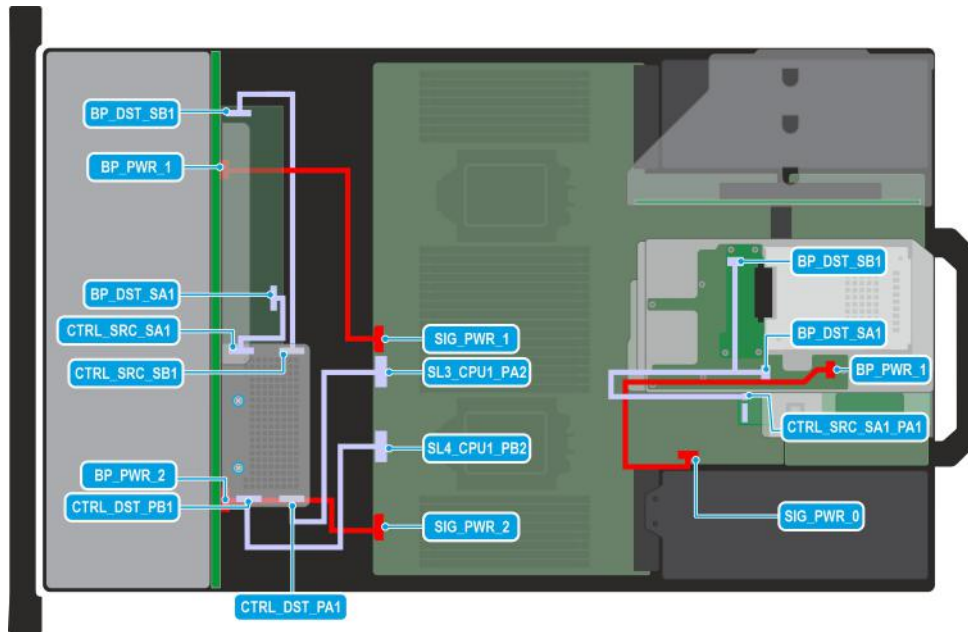 BP_DST_SB1
BP_PWR_1
BP_DST_SA1
CTRL_SRC_SA1
CTRL_SRC_SB1
BP_PWR_2
CTRL_DST_PB1
CTRL_DST_PA1
SIG_PWR_1
SL3_CPU1_PA2
SL4_CPU1_PB2
SIG_PWR_2
BP_DST_SB1
BP_DST_SA1
BP_PWR_1
CTRL_SRC_SA1_PA1
SIG_PWR_0